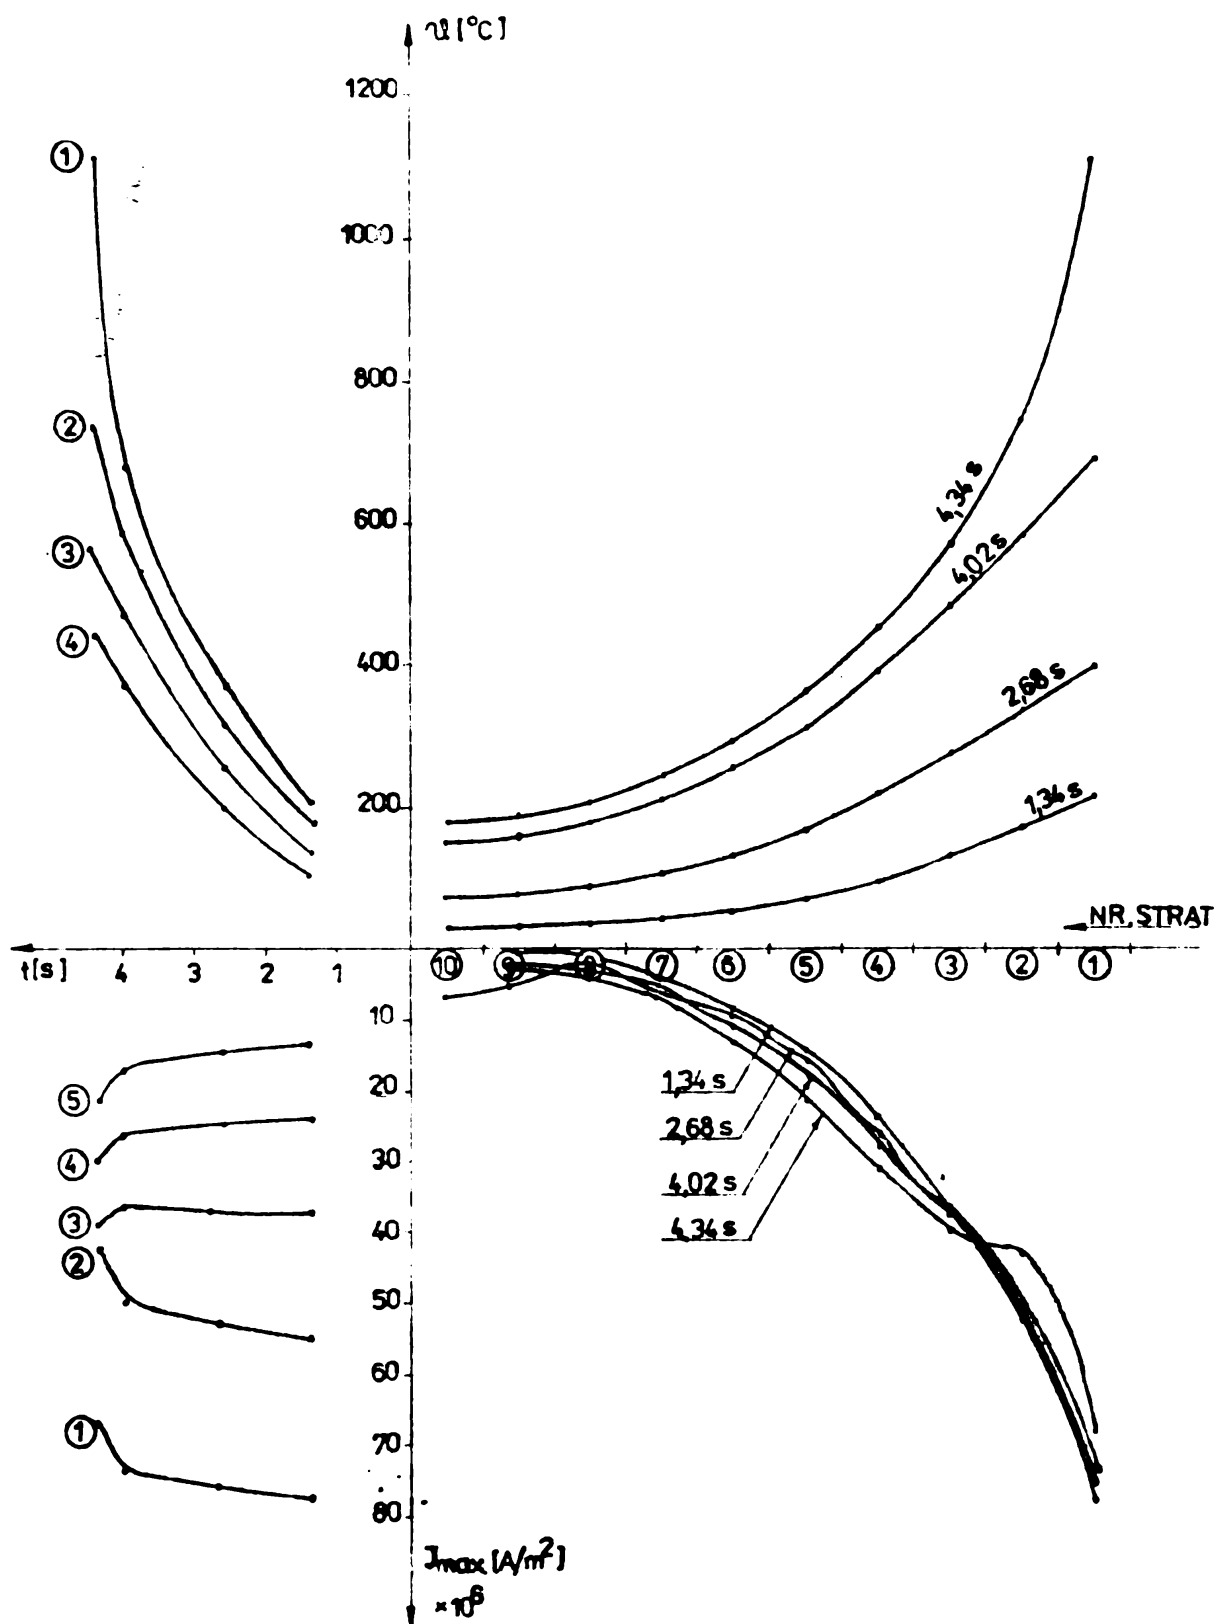 ϑ [°C]
1200
①
1000
800
②
4,34 s
600
③
4,02 s
④
400
2,68 s
200
1,34 s
NR. STRAT
t[s] 4 3 2 1 ⑩ ⑨ ⑧ ⑦ ⑥ ⑤ ④ ③ ② ①
10
1,34 s
⑤
20
2,68 s
④
30
4,02 s
③
40
4,34 s
②
50
60
①
70
80
Jmax [A/m²]
×10⁶